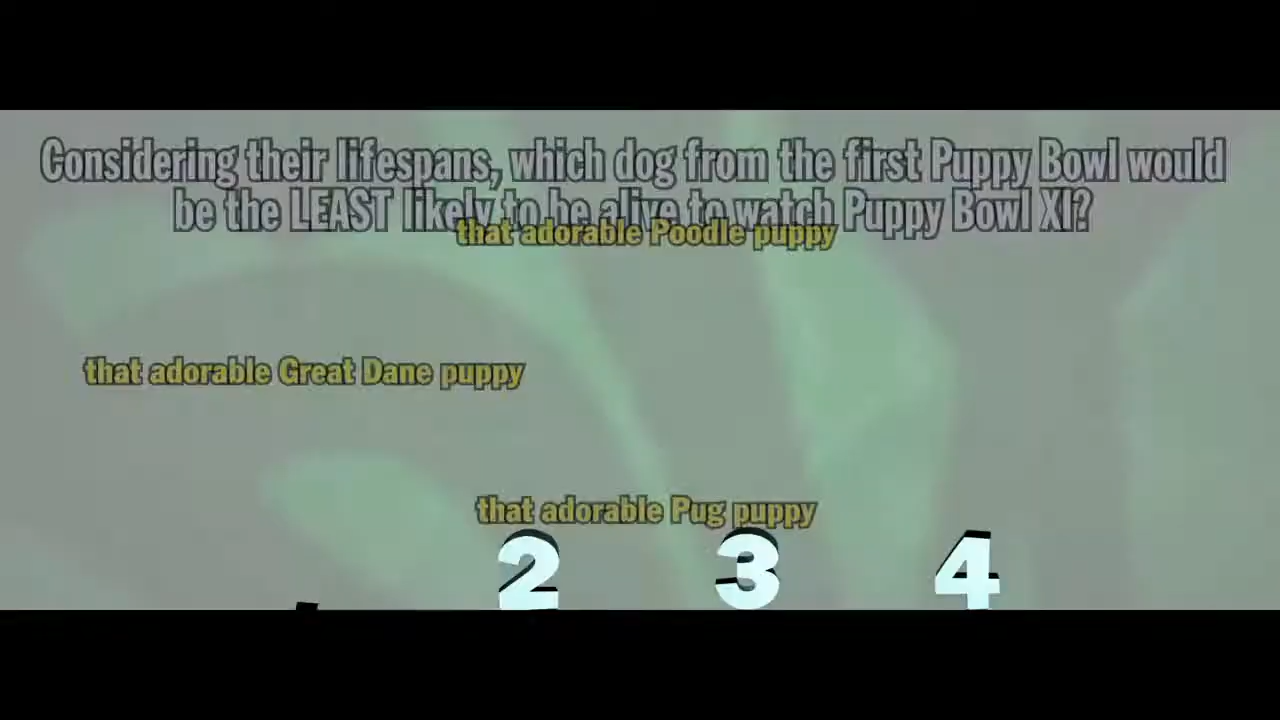 Considering their lifespans, which dog from the first Puppy Bowl would
be the LEAST likely to be alive to watch Puppy Bowl XI?
that adorable Poodle puppy
that adorable Great Dane puppy
that adorable Pug puppy
2 3 4